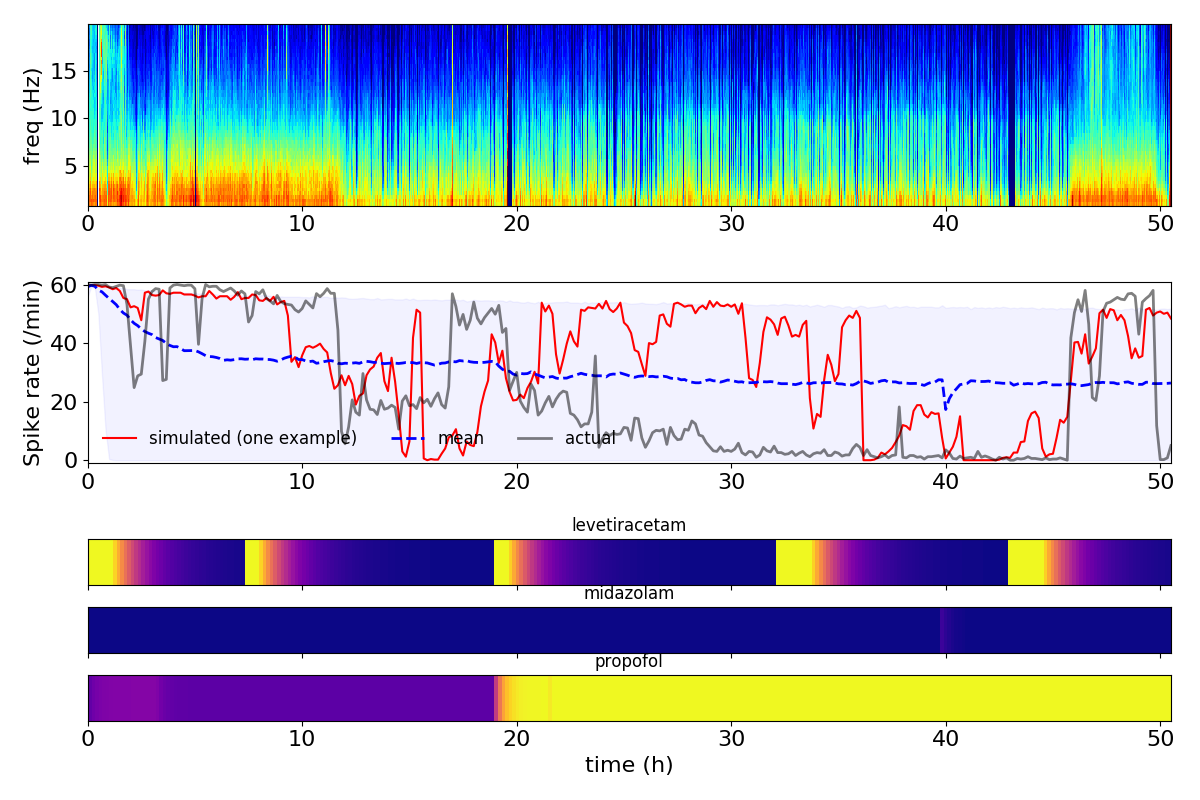 freq (Hz)
15
10
5
0 10 20 30 40 50
Spike rate (/min)
60
40
20
0
simulated (one example) mean actual
0 10 20 30 40 50
levetiracetam
midazolam
propofol
0 10 20 30 40 50
time (h)